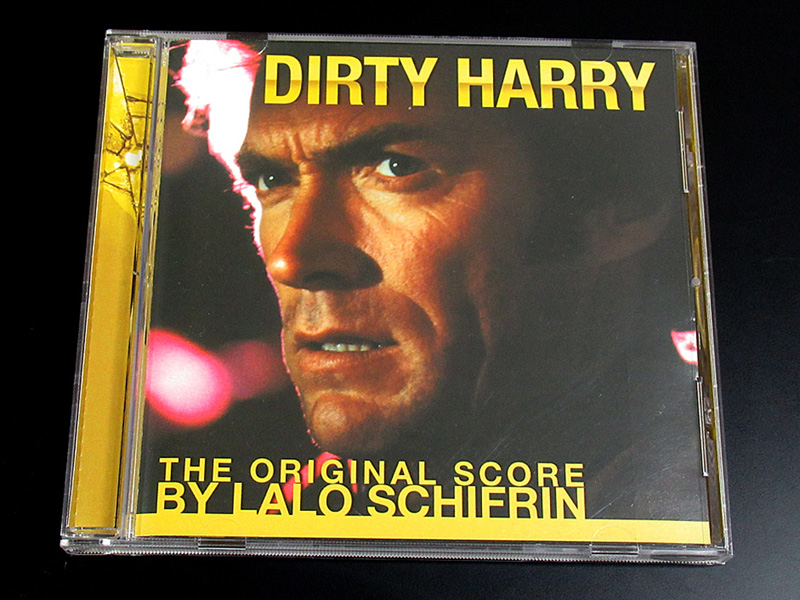 DIRTY HARRY
THE ORIGINAL SCORE
BY LALO SCHIFRIN